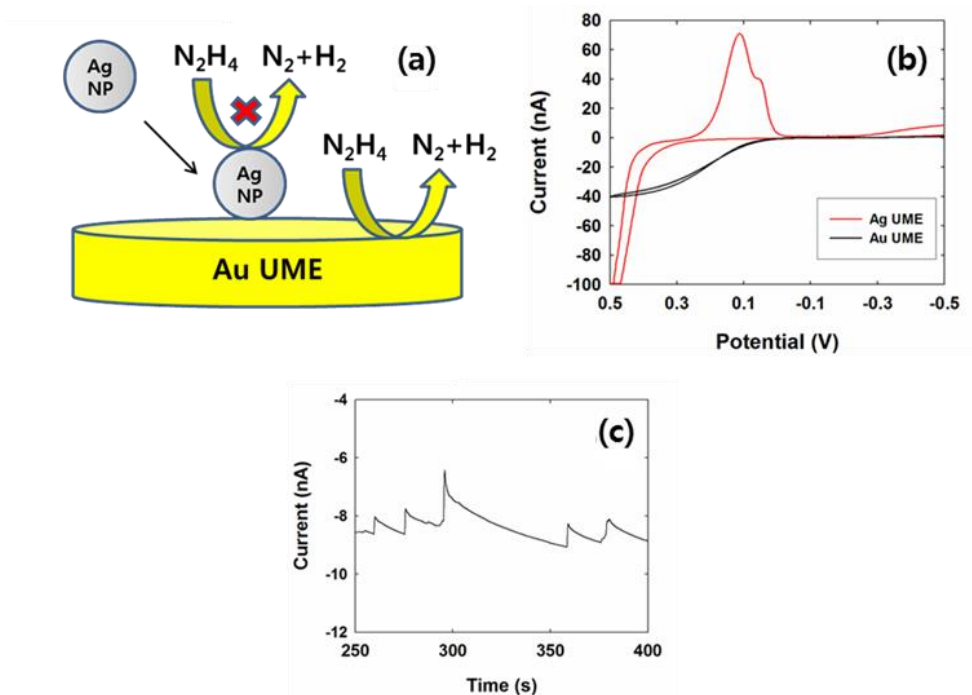 (a)
Ag
NP
N₂H₄
N₂+H₂
Ag
NP
N₂H₄
N₂+H₂
Au UME
(b)
Current (nA)
80
60
40
20
0
-20
-40
-60
-80
-100
Ag UME
Au UME
0.5 0.3 0.1 -0.1 -0.3 -0.5
Potential (V)
(c)
Current (nA)
-4
-6
-8
-10
-12
250 300 350 400
Time (s)